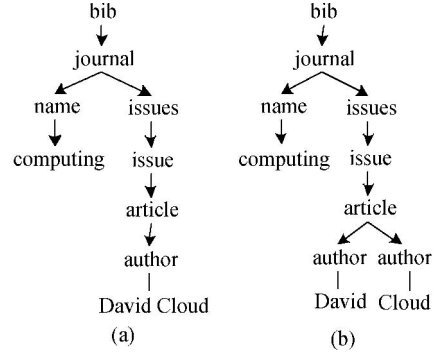 bib
bib
journal
journal
name issues
name issues
computing issue
computing issue
article
article
author
author author
David Cloud
David Cloud
(a)
(b)